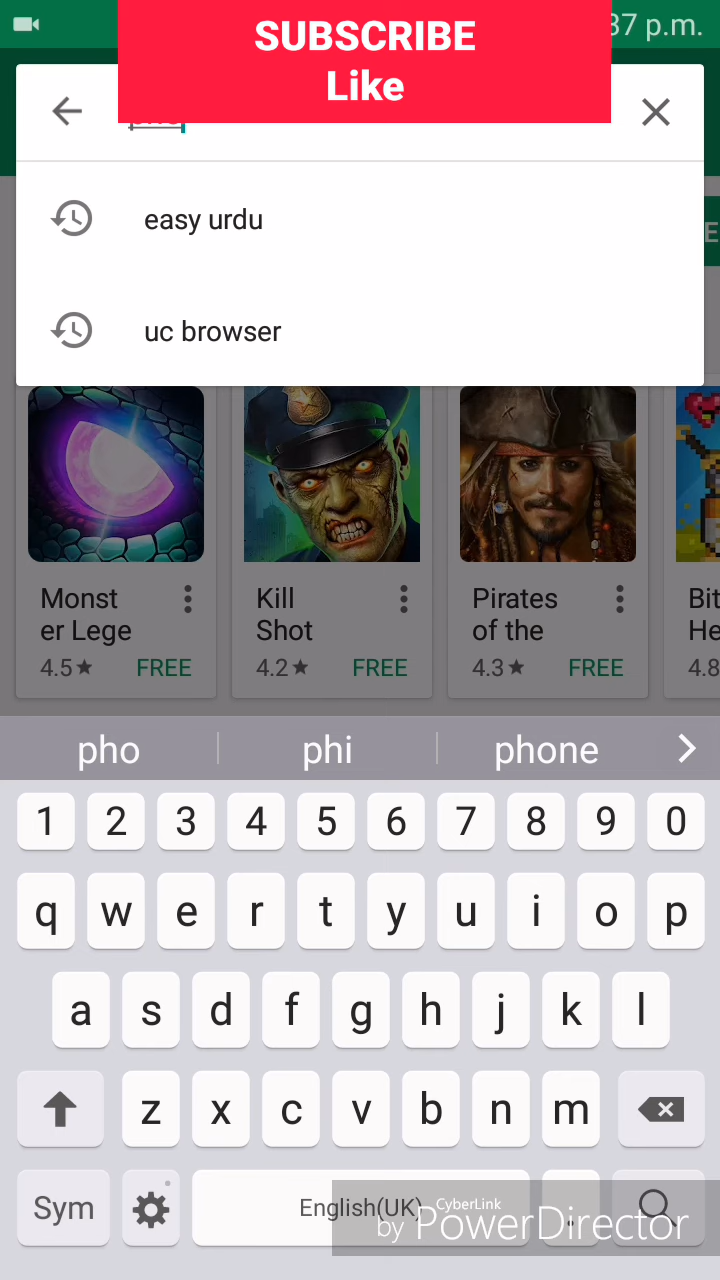 SUBSCRIBE
Like
37 p.m.
easy urdu
uc browser
E
Monst
er Lege
4.5★ FREE
Kill
Shot
4.2★ FREE
Pirates
of the
4.3★ FREE
Bit
He
4.8
pho phi phone
1 2 3 4 5 6 7 8 9 0
q w e r t y u i o p
a s d f g h j k l
z x c v b n m
Sym English(UK) .
CyberLink
by PowerDirector